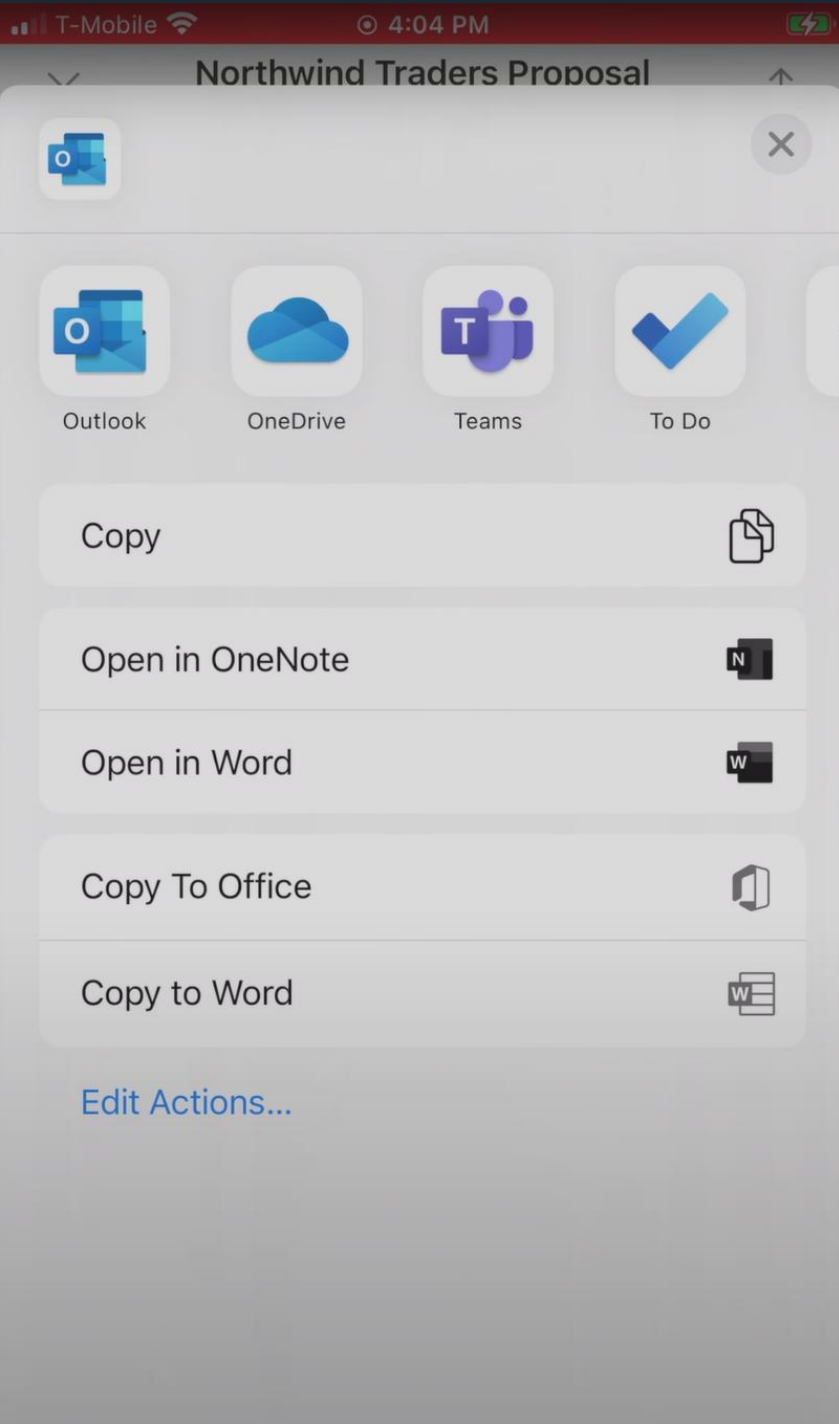 T-Mobile 4:04 PM
Northwind Traders Proposal
O
O
T
Outlook OneDrive Teams To Do
Copy
Open in OneNote N
Open in Word W
Copy To Office
Copy to Word W
Edit Actions...